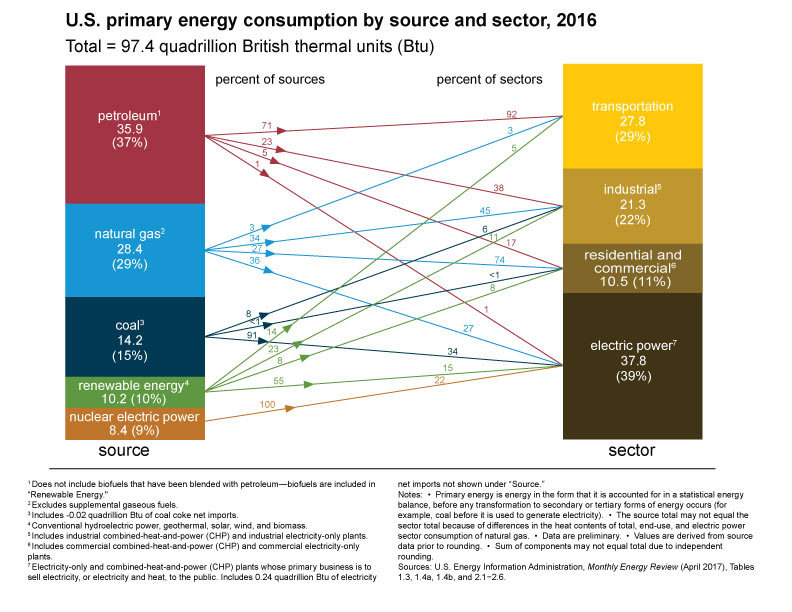 U.S. primary energy consumption by source and sector, 2016
Total = 97.4 quadrillion British thermal units (Btu)
percent of sources
percent of sectors
petroleum¹
35.9
(37%)
natural gas²
28.4
(29%)
coal³
14.2
(15%)
renewable energy⁴
10.2 (10%)
nuclear electric power
8.4 (9%)
source
71
23
5
1
3
34
27
36
8
<1
91
14
23
8
55
100
92
3
5
38
45
6
11
17
74
<1
8
1
27
34
15
22
transportation
27.8
(29%)
industrial⁵
21.3
(22%)
residential and
commercial⁶
10.5 (11%)
electric power⁷
37.8
(39%)
sector
¹ Does not include biofuels that have been blended with petroleum—biofuels are included in
"Renewable Energy."
² Excludes supplemental gaseous fuels.
³ Includes -0.02 quadrillion Btu of coal coke net imports.
⁴ Conventional hydroelectric power, geothermal, solar, wind, and biomass.
⁵ Includes industrial combined-heat-and-power (CHP) and industrial electricity-only plants.
⁶ Includes commercial combined-heat-and-power (CHP) and commercial electricity-only
plants.
⁷ Electricity-only and combined-heat-and-power (CHP) plants whose primary business is to
sell electricity, or electricity and heat, to the public. Includes 0.24 quadrillion Btu of electricity
net imports not shown under "Source."
Notes: • Primary energy is energy in the form that it is accounted for in a statistical energy
balance, before any transformation to secondary or tertiary forms of energy occurs (for
example, coal before it is used to generate electricity). • The source total may not equal the
sector total because of differences in the heat contents of total, end-use, and electric power
sector consumption of natural gas. • Data are preliminary. • Values are derived from source
data prior to rounding. • Sum of components may not equal total due to independent
rounding.
Sources: U.S. Energy Information Administration, Monthly Energy Review (April 2017), Tables
1.3, 1.4a, 1.4b, and 2.1−2.6.